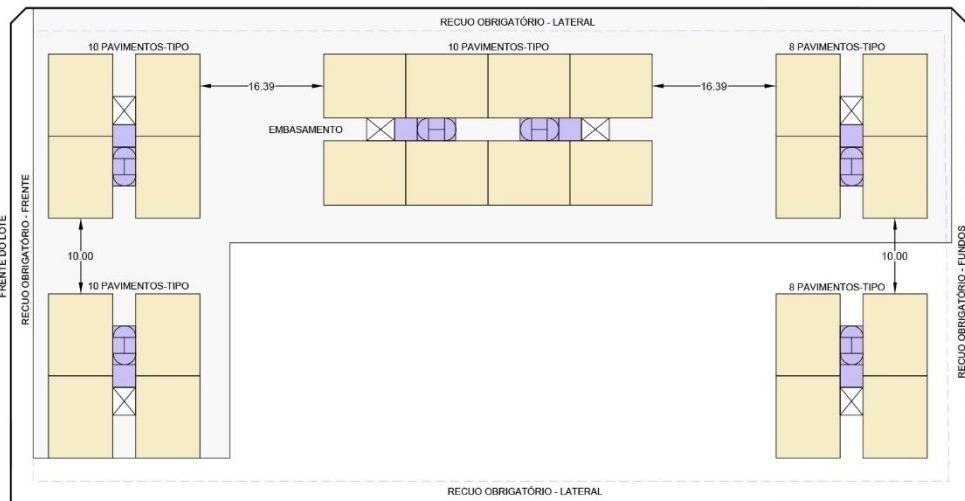 RECUO OBRIGATÓRIO - LATERAL
10 PAVIMENTOS-TIPO
10 PAVIMENTOS-TIPO
8 PAVIMENTOS-TIPO
16.39
16.39
EMBASAMENTO
FRENTE DO LOTE
RECUO OBRIGATÓRIO - FRENTE
10.00
10.00
RECUO OBRIGATÓRIO - FUNDOS
10 PAVIMENTOS-TIPO
8 PAVIMENTOS-TIPO
RECUO OBRIGATÓRIO - LATERAL